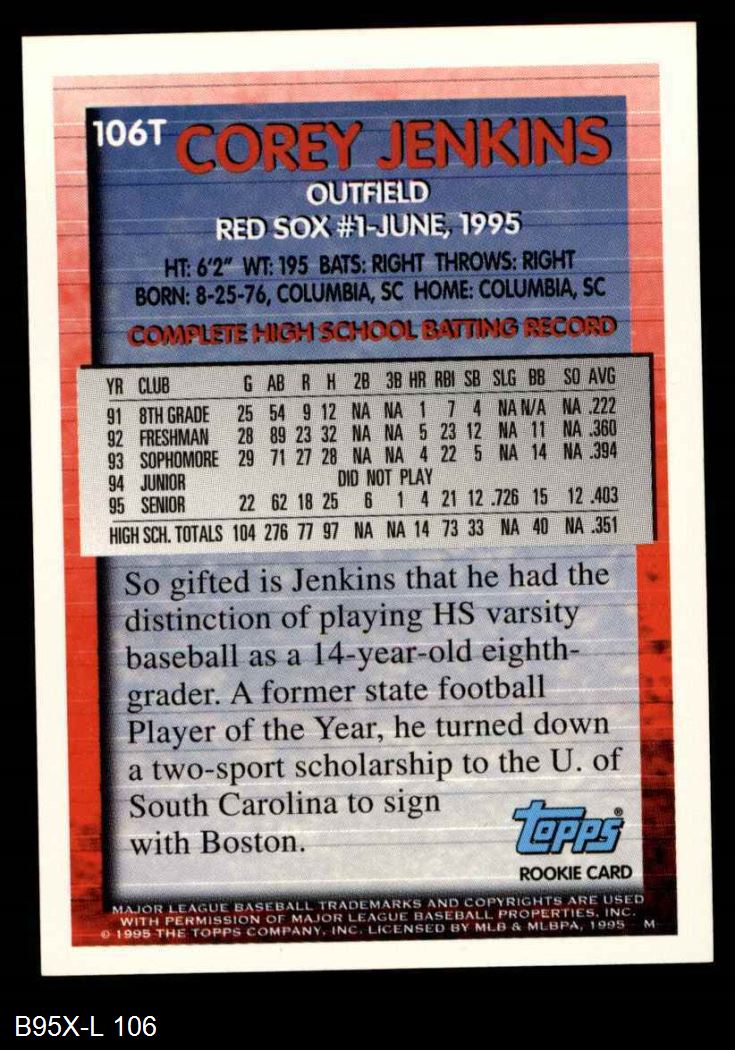 106T COREY JENKINS
OUTFIELD
RED SOX #1-JUNE, 1995
HT: 6'2" WT: 195 BATS: RIGHT THROWS: RIGHT
BORN: 8-25-76, COLUMBIA, SC HOME: COLUMBIA, SC
COMPLETE HIGH SCHOOL BATTING RECORD
YR CLUB G AB R H 2B 3B HR RBI SB SLG BB SO AVG
91 8TH GRADE 25 54 9 12 NA NA 1 7 4 NA N/A NA .222
92 FRESHMAN 28 89 23 32 NA NA 5 23 12 NA 11 NA .360
93 SOPHOMORE 29 71 27 28 NA NA 4 22 5 NA 14 NA .394
94 JUNIOR DID NOT PLAY
95 SENIOR 22 62 18 25 6 1 4 21 12 .726 15 12 .403
HIGH SCH. TOTALS 104 276 77 97 NA NA 14 73 33 NA 40 NA .351
So gifted is Jenkins that he had the
distinction of playing HS varsity
baseball as a 14-year-old eighth-
grader. A former state football
Player of the Year, he turned down
a two-sport scholarship to the U. of
South Carolina to sign
with Boston.
Topps®
ROOKIE CARD
MAJOR LEAGUE BASEBALL TRADEMARKS AND COPYRIGHTS ARE USED
WITH PERMISSION OF MAJOR LEAGUE BASEBALL PROPERTIES, INC.
© 1995 THE TOPPS COMPANY, INC. LICENSED BY MLB & MLBPA, 1995 - M
B95X-L 106